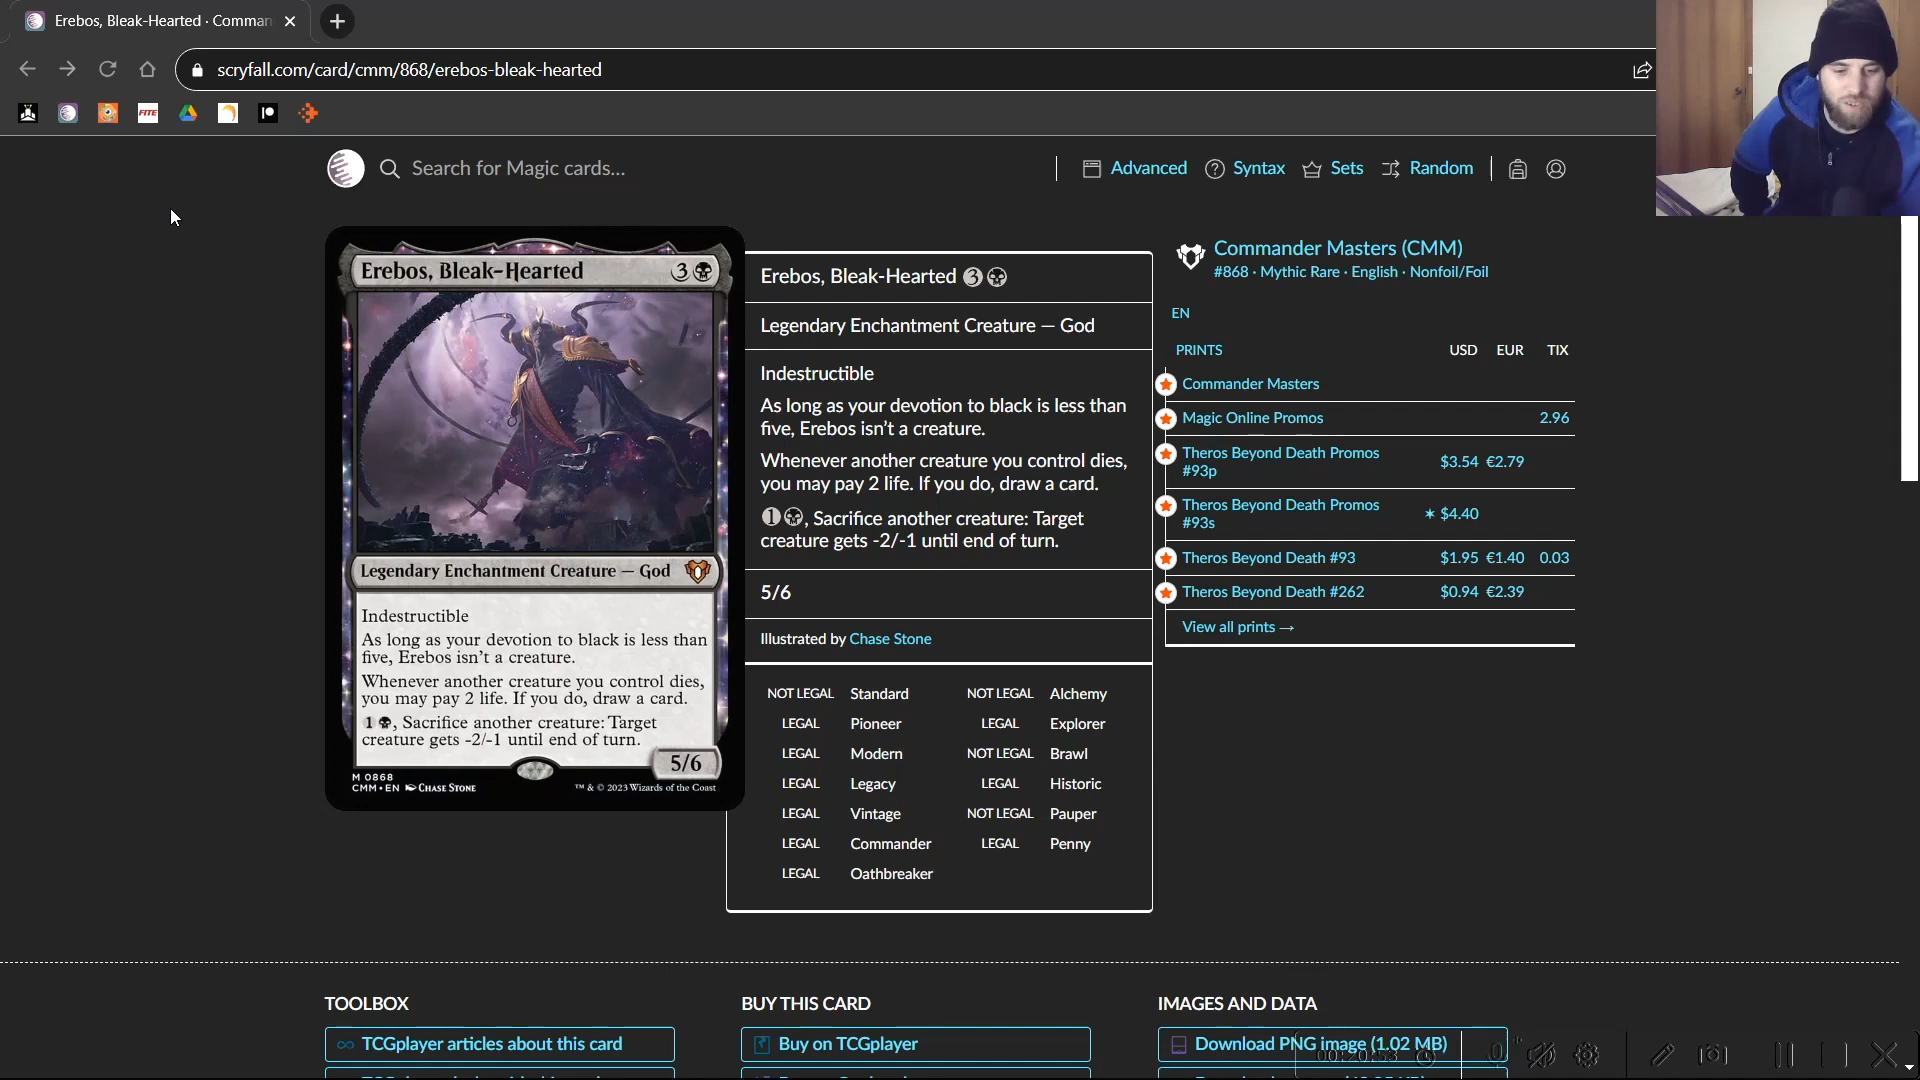 Erebos, Bleak-Hearted · Comman
scryfall.com/card/cmm/868/erebos-bleak-hearted
FITE
Search for Magic cards...
Advanced
Syntax
Sets
Random
Erebos, Bleak-Hearted 3
Legendary Enchantment Creature — God
Indestructible
As long as your devotion to black is less than
five, Erebos isn't a creature.
Whenever another creature you control dies,
you may pay 2 life. If you do, draw a card.
1, Sacrifice another creature: Target
creature gets -2/-1 until end of turn.
5/6
M 0868
CMM • EN CHASE STONE
™ & © 2023 Wizards of the Coast
Erebos, Bleak-Hearted 3
Legendary Enchantment Creature — God
Indestructible
As long as your devotion to black is less than
five, Erebos isn't a creature.
Whenever another creature you control dies,
you may pay 2 life. If you do, draw a card.
1, Sacrifice another creature: Target
creature gets -2/-1 until end of turn.
5/6
Illustrated by Chase Stone
NOT LEGAL Standard NOT LEGAL Alchemy
LEGAL Pioneer LEGAL Explorer
LEGAL Modern NOT LEGAL Brawl
LEGAL Legacy LEGAL Historic
LEGAL Vintage NOT LEGAL Pauper
LEGAL Commander LEGAL Penny
LEGAL Oathbreaker
Commander Masters (CMM)
#868 · Mythic Rare · English · Nonfoil/Foil
EN
PRINTS USD EUR TIX
Commander Masters
Magic Online Promos 2.96
Theros Beyond Death Promos
#93p $3.54 €2.79
Theros Beyond Death Promos
#93s ✶ $4.40
Theros Beyond Death #93 $1.95 €1.40 0.03
Theros Beyond Death #262 $0.94 €2.39
View all prints →
TOOLBOX
TCGplayer articles about this card
BUY THIS CARD
Buy on TCGplayer
IMAGES AND DATA
Download PNG image (1.02 MB)